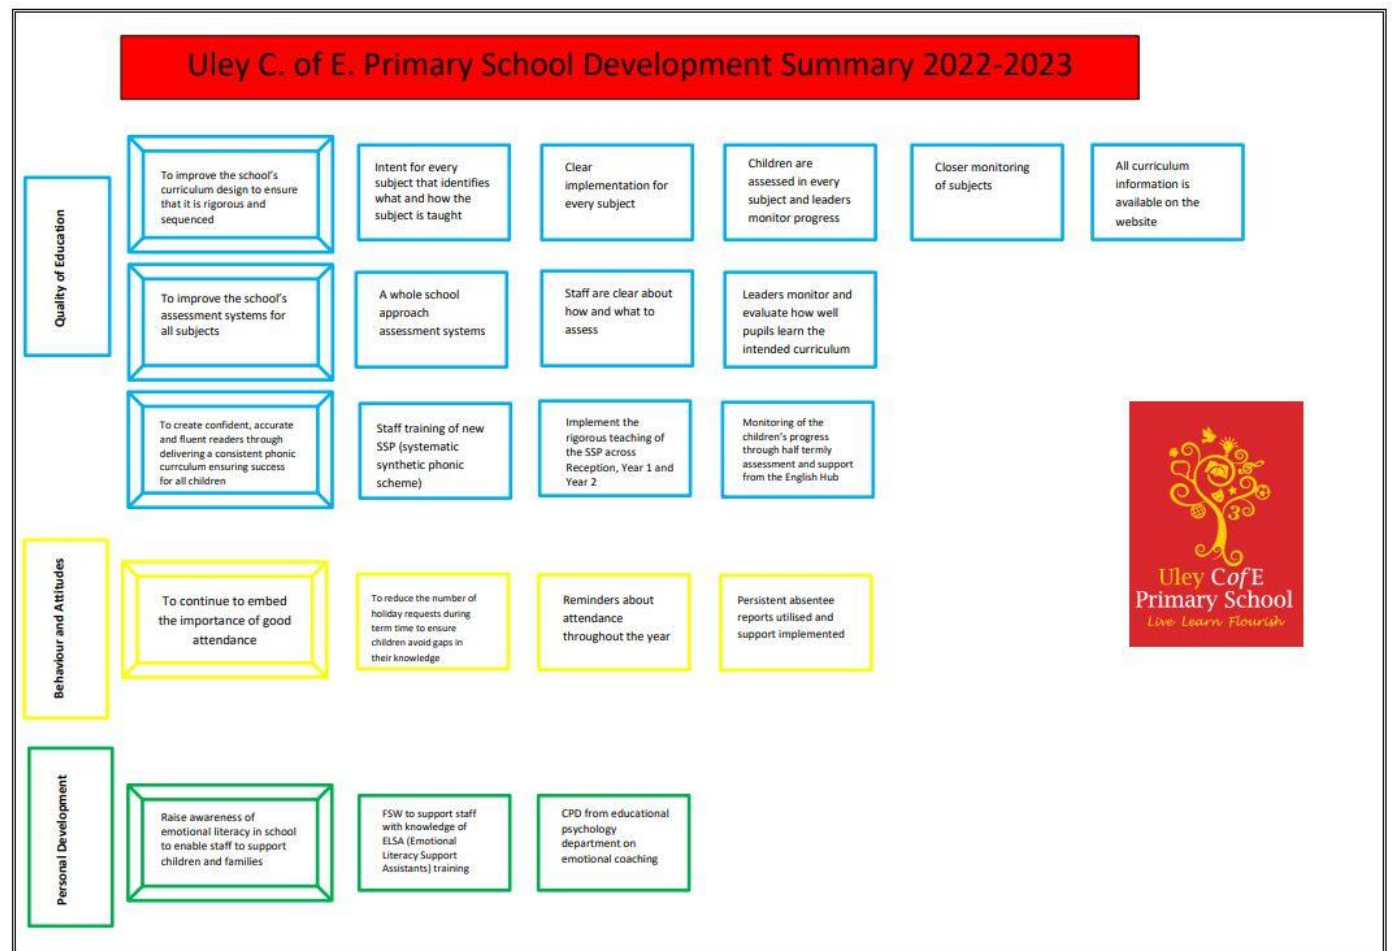 Uley C. of E. Primary School Development Summary 2022-2023
Quality of Education
To improve the school's
curriculum design to ensure
that it is rigorous and
sequenced
Intent for every
subject that identifies
what and how the
subject is taught
Clear
implementation for
every subject
Children are
assessed in every
subject and leaders
monitor progress
Closer monitoring
of subjects
All curriculum
information is
available on the
website
To improve the school's
assessment systems for
all subjects
A whole school
approach
assessment systems
Staff are clear about
how and what to
assess
Leaders monitor and
evaluate how well
pupils learn the
intended curriculum
To create confident, accurate
and fluent readers through
delivering a consistent phonic
currculum ensuring success
for all children
Staff training of new
SSP (systematic
synthetic phonic
scheme)
Implement the
rigorous teaching of
the SSP across
Reception, Year 1 and
Year 2
Monitoring of the
children's progress
through half termly
assessment and support
from the English Hub
3
Uley CofE
Primary School
Live Learn Flourish
Behaviour and Attitudes
To continue to embed
the importance of good
attendance
To reduce the number of
holiday requests during
term time to ensure
children avoid gaps in
their knowledge
Reminders about
attendance
throughout the year
Persistent absentee
reports utilised and
support implemented
Personal Development
Raise awareness of
emotional literacy in school
to enable staff to support
children and families
FSW to support staff
with knowledge of
ELSA (Emotional
Literacy Support
Assistants) training
CPD from educational
psychology
department on
emotional coaching